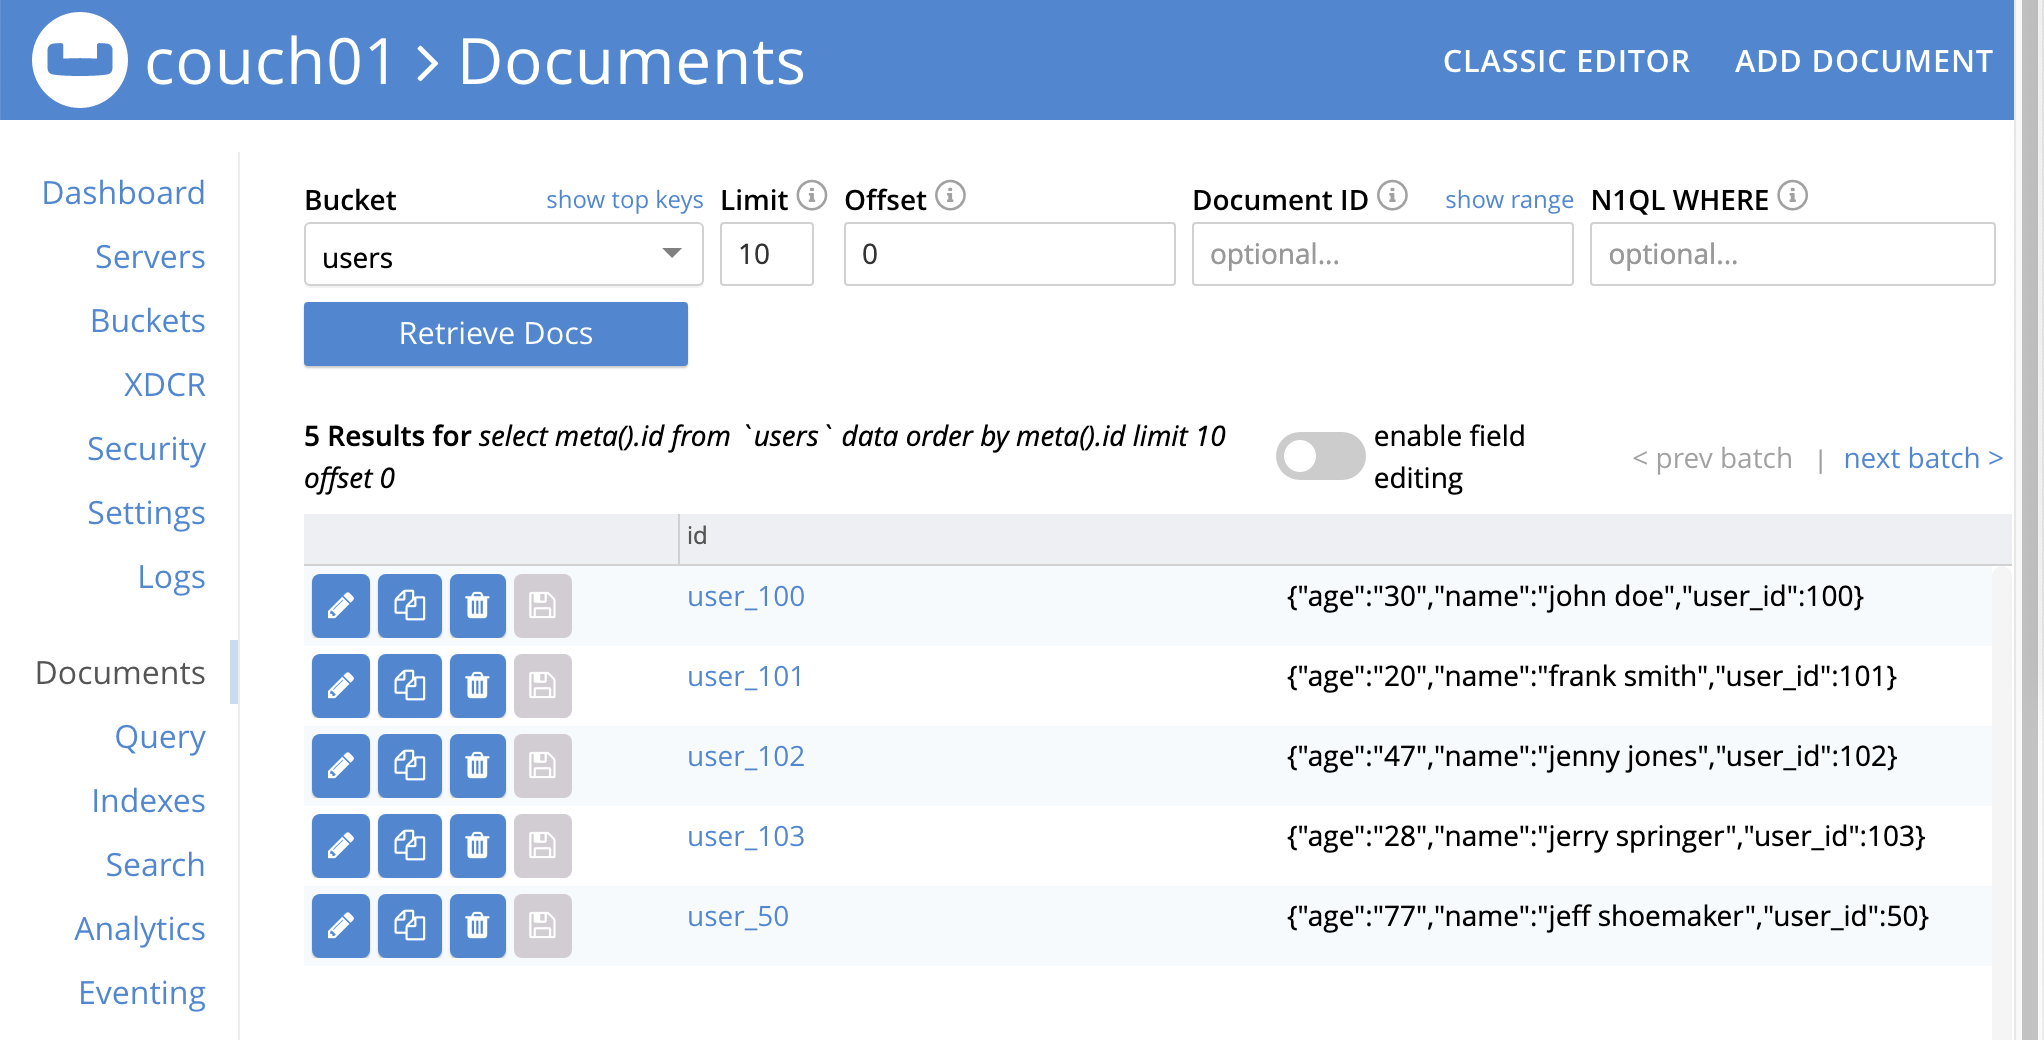 couch01 > Documents
CLASSIC EDITOR
ADD DOCUMENT
Dashboard
Servers
Buckets
XDCR
Security
Settings
Logs
Documents
Query
Indexes
Search
Analytics
Eventing
Bucket
show top keys
Limit
Offset
Document ID
show range
N1QL WHERE
users
10
0
optional...
optional...
Retrieve Docs
5 Results for select meta().id from `users` data order by meta().id limit 10
offset 0
enable field
editing
< prev batch | next batch >
id
user_100 {"age":"30","name":"john doe","user_id":100}
user_101 {"age":"20","name":"frank smith","user_id":101}
user_102 {"age":"47","name":"jenny jones","user_id":102}
user_103 {"age":"28","name":"jerry springer","user_id":103}
user_50 {"age":"77","name":"jeff shoemaker","user_id":50}